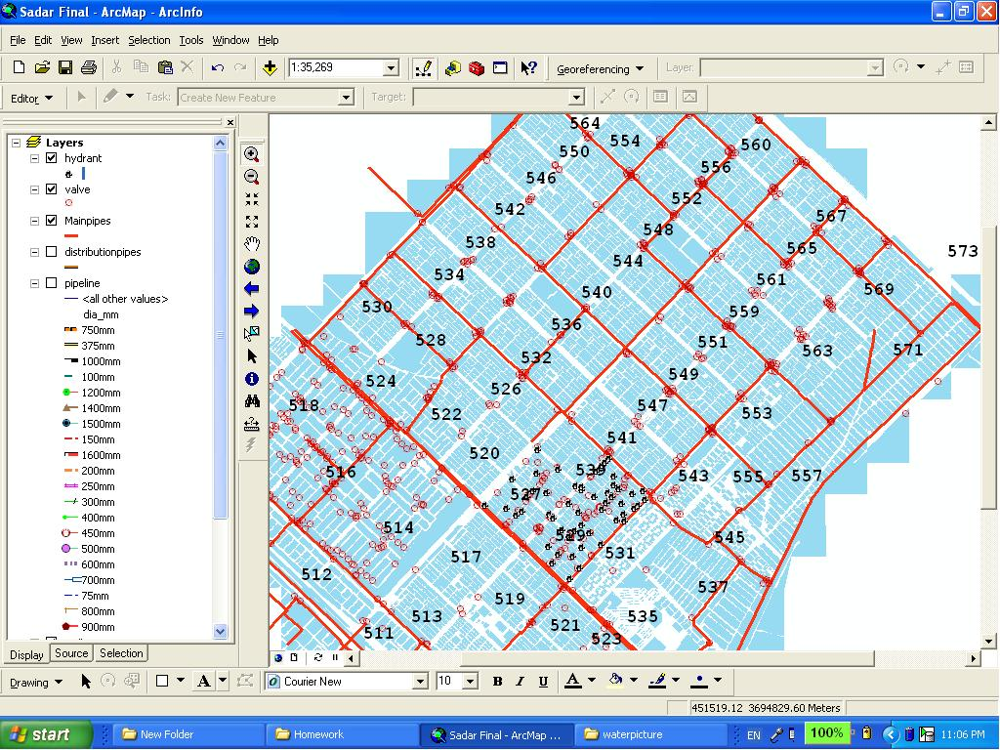 Sadar Final - ArcMap - ArcInfo
File Edit View Insert Selection Tools Window Help
1:35,269 Georeferencing Layer:
Editor Task: Create New Feature Target:
Layers
hydrant
valve
Mainpipes
distributionpipes
pipeline
<all other values>
dia_mm
750mm
375mm
1000mm
100mm
1200mm
1400mm
1500mm
150mm
1600mm
200mm
250mm
300mm
400mm
450mm
500mm
600mm
700mm
75mm
800mm
900mm
564
554 560
550
556
546
552
542 567
548
538 565 573
544
534 561 569
540
530 559
536
528 551 563 571
532
524 549
526
518 547 553
522
541
520
516 539 543 555 557
527
514 529 545
517 531
512 537
519
513 535
521
511 523
Display Source Selection
Drawing A Courier New 10 B I U A
451519.12 3694829.60 Meters
start New Folder Homework Sadar Final - ArcMap ... waterpicture EN 100% 11:06 PM